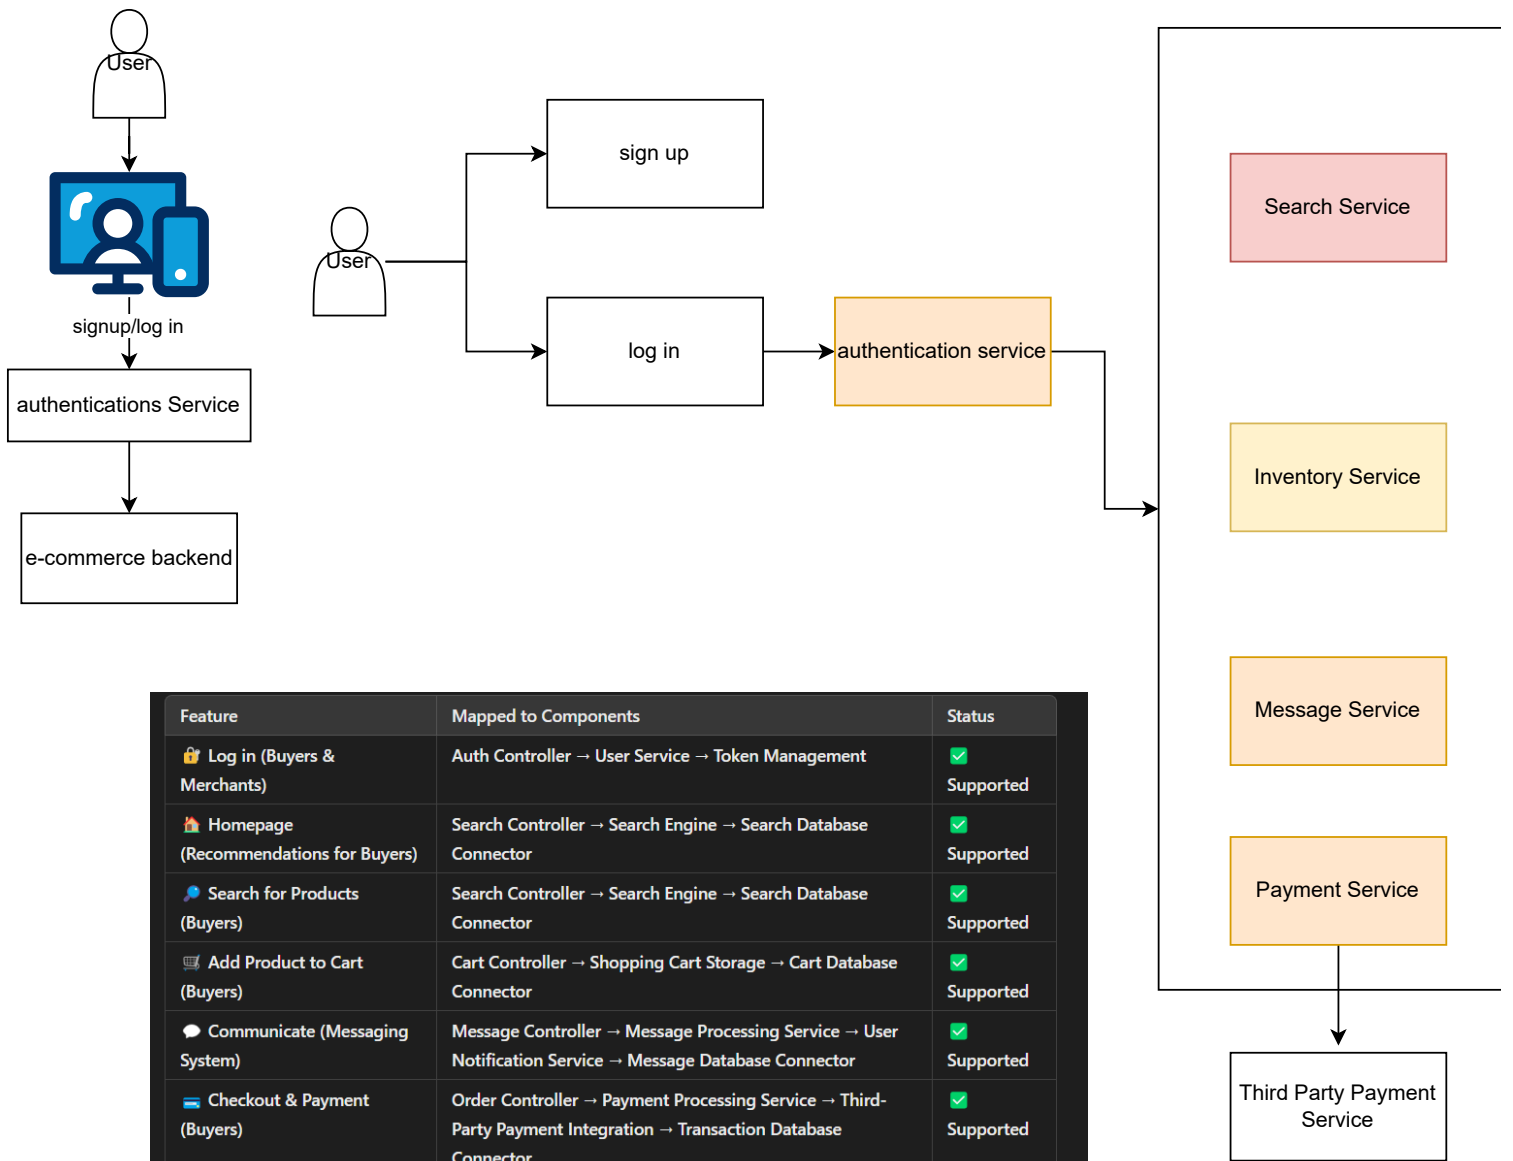 User
signup/log in
authentications Service
e-commerce backend
User
sign up
log in
authentication service
Search Service
Inventory Service
Message Service
Payment Service
Third Party Payment
Service
Feature
Mapped to Components
Status
Log in (Buyers &
Merchants)
Auth Controller → User Service → Token Management
Supported
Homepage
(Recommendations for Buyers)
Search Controller → Search Engine → Search Database
Connector
Supported
Search for Products
(Buyers)
Search Controller → Search Engine → Search Database
Connector
Supported
Add Product to Cart
(Buyers)
Cart Controller → Shopping Cart Storage → Cart Database
Connector
Supported
Communicate (Messaging
System)
Message Controller → Message Processing Service → User
Notification Service → Message Database Connector
Supported
Checkout & Payment
(Buyers)
Order Controller → Payment Processing Service → Third-
Party Payment Integration → Transaction Database
Connector
Supported